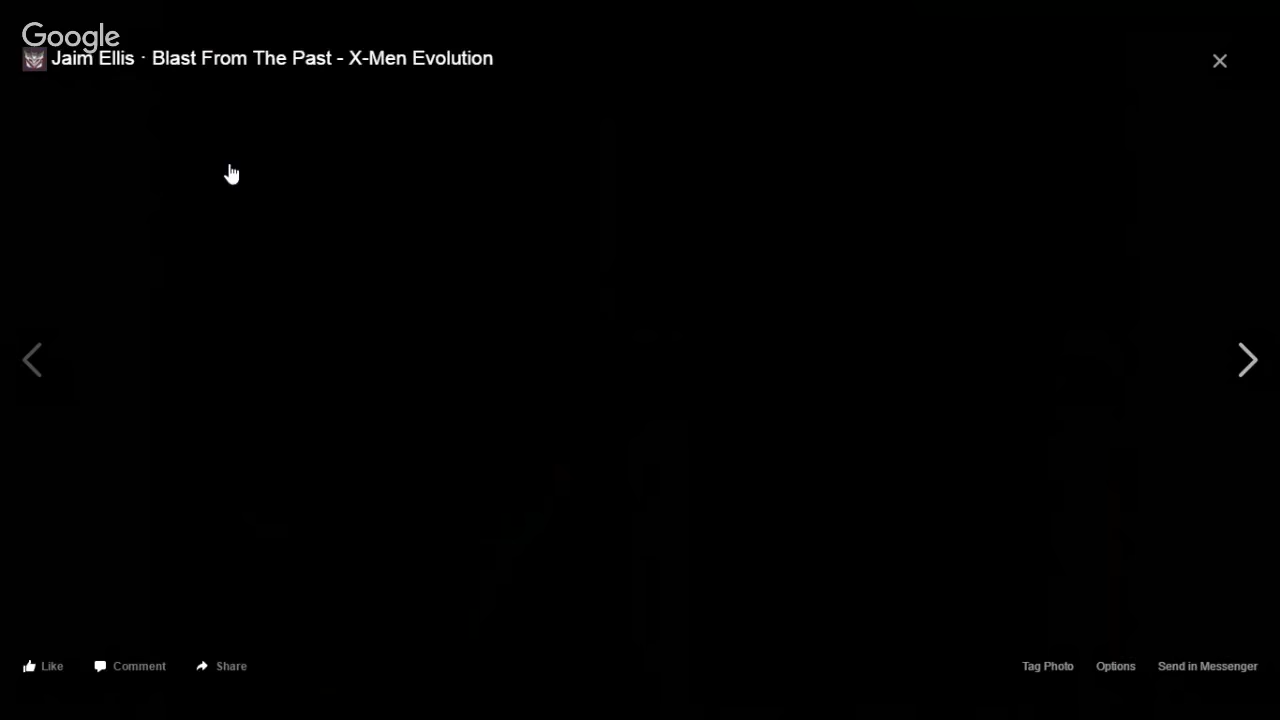 Google
Jaim Ellis · Blast From The Past - X-Men Evolution
Like Comment Share Tag Photo Options Send in Messenger